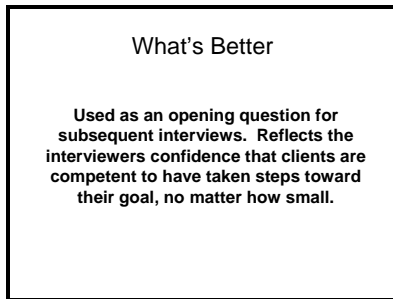 What's Better
Used as an opening question for
subsequent interviews.  Reflects the
interviewers confidence that clients are
competent to have taken steps toward
their goal, no matter how small.